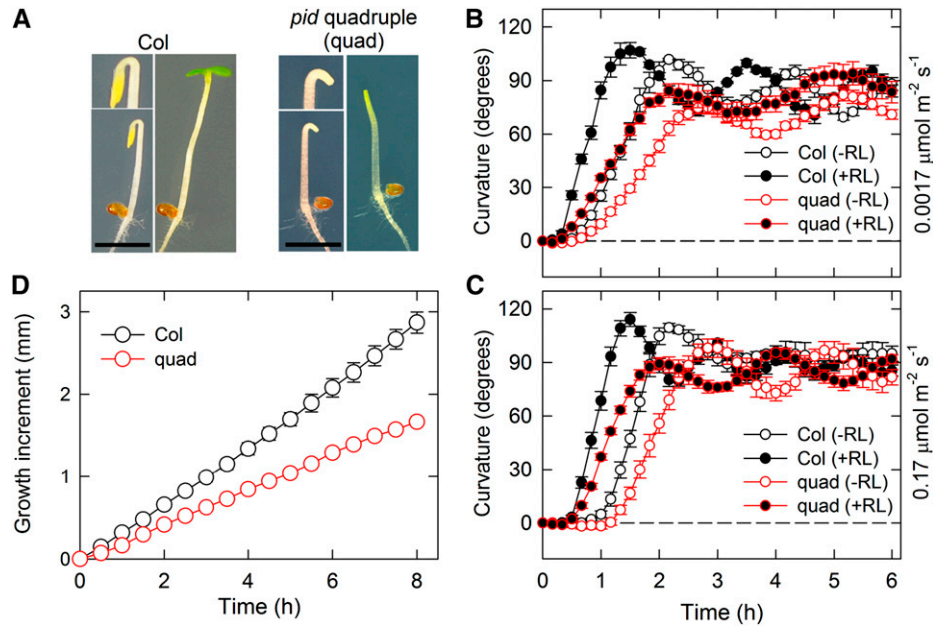 A
Col
pid quadruple
(quad)
B
Curvature (degrees)
120
90
60
30
0
Col (-RL)
Col (+RL)
quad (-RL)
quad (+RL)
0.0017 μmol m⁻² s⁻¹
D
Growth increment (mm)
3
2
1
0
Col
quad
0 2 4 6 8
Time (h)
C
Curvature (degrees)
120
90
60
30
0
Col (-RL)
Col (+RL)
quad (-RL)
quad (+RL)
0.17 μmol m⁻² s⁻¹
0 1 2 3 4 5 6
Time (h)